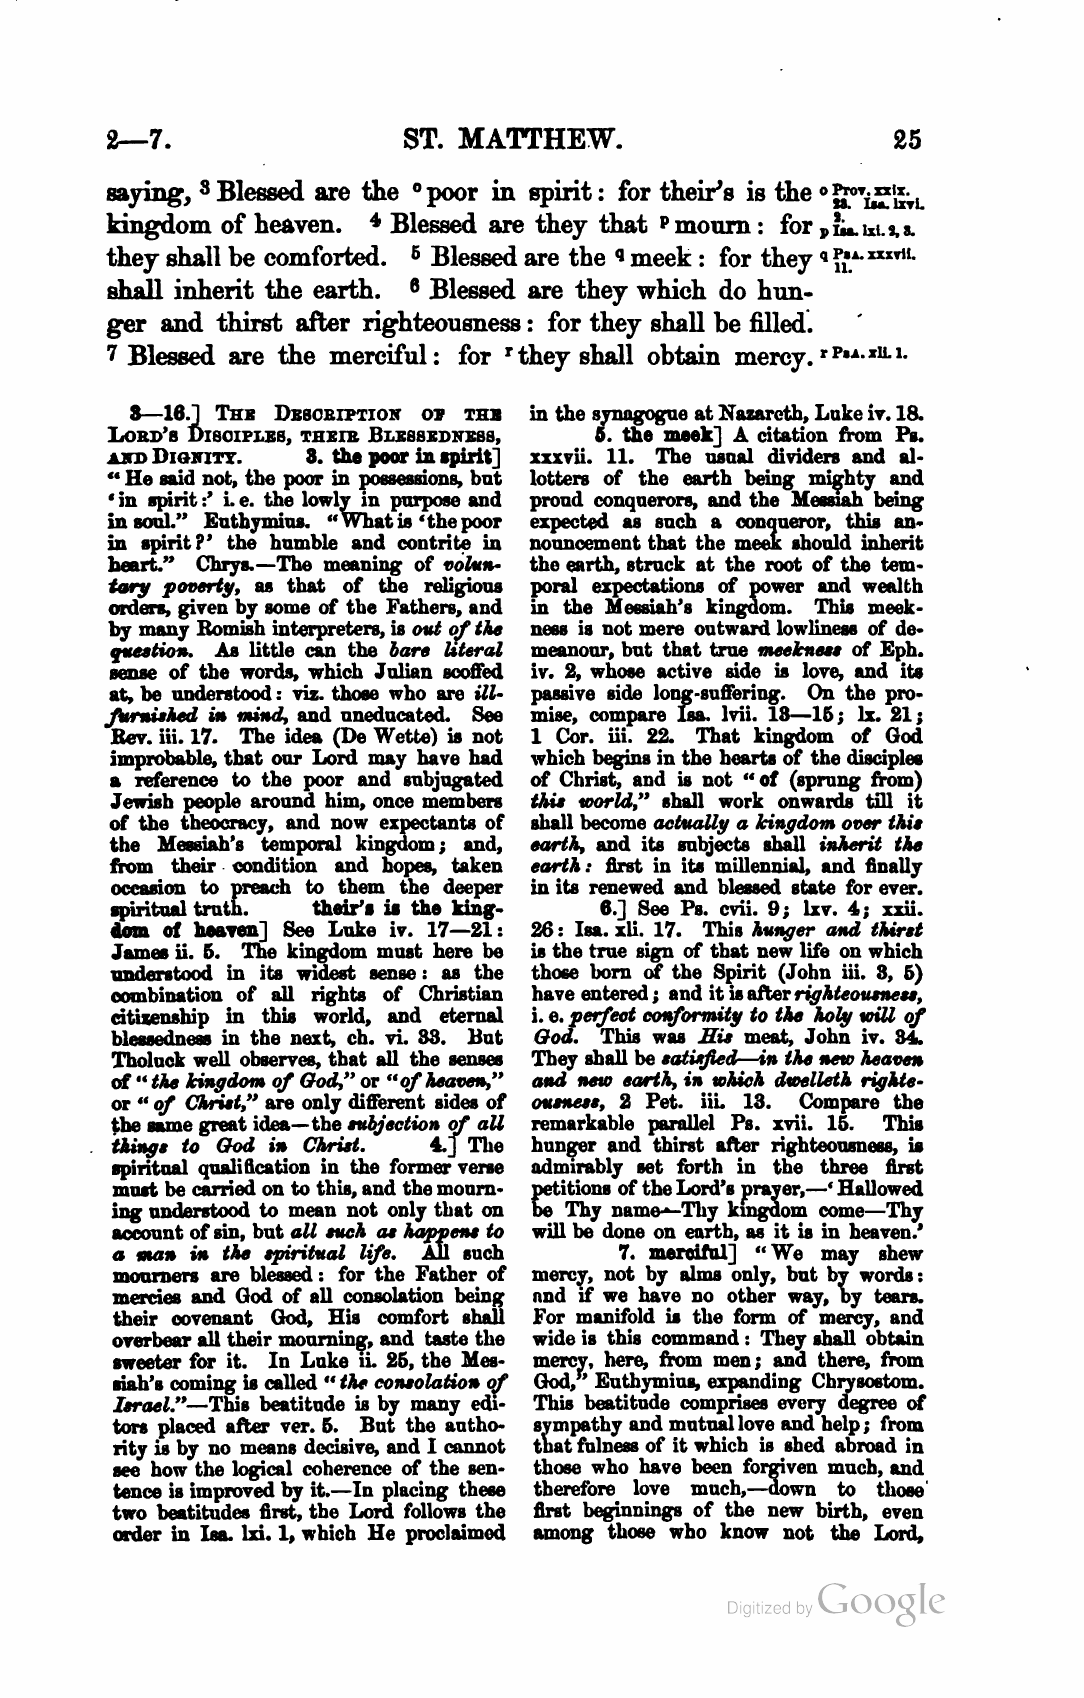 2—7. ST. MATTHEW. 25
saying, 3 Blessed are the o poor in spirit : for their's is the
kingdom of heaven. 4 Blessed are they that p mourn : for
they shall be comforted. 5 Blessed are the q meek : for they
shall inherit the earth. 6 Blessed are they which do hun-
ger and thirst after righteousness : for they shall be filled.
7 Blessed are the merciful : for r they shall obtain mercy.
o Prov. xxix.
23. Isa. lxvi.
2.
p Isa. lxi. 2, 3.
q Psa. xxxvii.
11.
r Psa. xli. 1.
3—16.] The Description of the
Lord's Disciples, their Blessedness,
and Dignity. 3. the poor in spirit]
“He said not, the poor in possessions, but
‘in spirit :’ i. e. the lowly in purpose and
in soul.” Euthymius. “What is ‘the poor
in spirit?’ the humble and contrite in
heart.” Chrys.—The meaning of volun-
tary poverty, as that of the religious
orders, given by some of the Fathers, and
by many Romish interpreters, is out of the
question. As little can the bare literal
sense of the words, which Julian scoffed
at, be understood : viz. those who are ill-
furnished in mind, and uneducated. See
Rev. iii. 17. The idea (De Wette) is not
improbable, that our Lord may have had
a reference to the poor and subjugated
Jewish people around him, once members
of the theocracy, and now expectants of
the Messiah's temporal kingdom ; and,
from their condition and hopes, taken
occasion to preach to them the deeper
spiritual truth. their's is the king-
dom of heaven] See Luke iv. 17—21 :
James ii. 5. The kingdom must here be
understood in its widest sense : as the
combination of all rights of Christian
citizenship in this world, and eternal
blessedness in the next, ch. vi. 33. But
Tholuck well observes, that all the senses
of “the kingdom of God,” or “of heaven,”
or “of Christ,” are only different sides of
the same great idea—the subjection of all
things to God in Christ. 4.] The
spiritual qualification in the former verse
must be carried on to this, and the mourn-
ing understood to mean not only that on
account of sin, but all such as happens to
a man in the spiritual life. All such
mourners are blessed : for the Father of
mercies and God of all consolation being
their covenant God, His comfort shall
overbear all their mourning, and taste the
sweeter for it. In Luke ii. 25, the Mes-
siah's coming is called “the consolation of
Israel.”—This beatitude is by many edi-
tors placed after ver. 5. But the autho-
rity is by no means decisive, and I cannot
see how the logical coherence of the sen-
tence is improved by it.—In placing these
two beatitudes first, the Lord follows the
order in Isa. lxi. 1, which He proclaimed
in the synagogue at Nazareth, Luke iv. 18.
5. the meek] A citation from Ps.
xxxvii. 11. The usual dividers and al-
lotters of the earth being mighty and
proud conquerors, and the Messiah being
expected as such a conqueror, this an-
nouncement that the meek should inherit
the earth, struck at the root of the tem-
poral expectations of power and wealth
in the Messiah's kingdom. This meek-
ness is not mere outward lowliness of de-
meanour, but that true meekness of Eph.
iv. 2, whose active side is love, and its
passive side long-suffering. On the pro-
mise, compare Isa. lvii. 13—15 ; lx. 21 ;
1 Cor. iii. 22. That kingdom of God
which begins in the hearts of the disciples
of Christ, and is not “of (sprung from)
this world,” shall work onwards till it
shall become actually a kingdom over this
earth, and its subjects shall inherit the
earth : first in its millennial, and finally
in its renewed and blessed state for ever.
6.] See Ps. cvii. 9 ; lxv. 4 ; xxii.
26 : Isa. xli. 17. This hunger and thirst
is the true sign of that new life on which
those born of the Spirit (John iii. 3, 5)
have entered ; and it is after righteousness,
i. e. perfect conformity to the holy will of
God. This was His meat, John iv. 34.
They shall be satisfied—in the new heaven
and new earth, in which dwelleth righte-
ousness, 2 Pet. iii. 13. Compare the
remarkable parallel Ps. xvii. 15. This
hunger and thirst after righteousness, is
admirably set forth in the three first
petitions of the Lord's prayer,—‘Hallowed
be Thy name—Thy kingdom come—Thy
will be done on earth, as it is in heaven.’
7. merciful] “We may shew
mercy, not by alms only, but by words :
and if we have no other way, by tears.
For manifold is the form of mercy, and
wide is this command : They shall obtain
mercy, here, from men ; and there, from
God,” Euthymius, expanding Chrysostom.
This beatitude comprises every degree of
sympathy and mutual love and help ; from
that fulness of it which is shed abroad in
those who have been forgiven much, and
therefore love much,—down to those
first beginnings of the new birth, even
among those who know not the Lord,
Digitized by Google